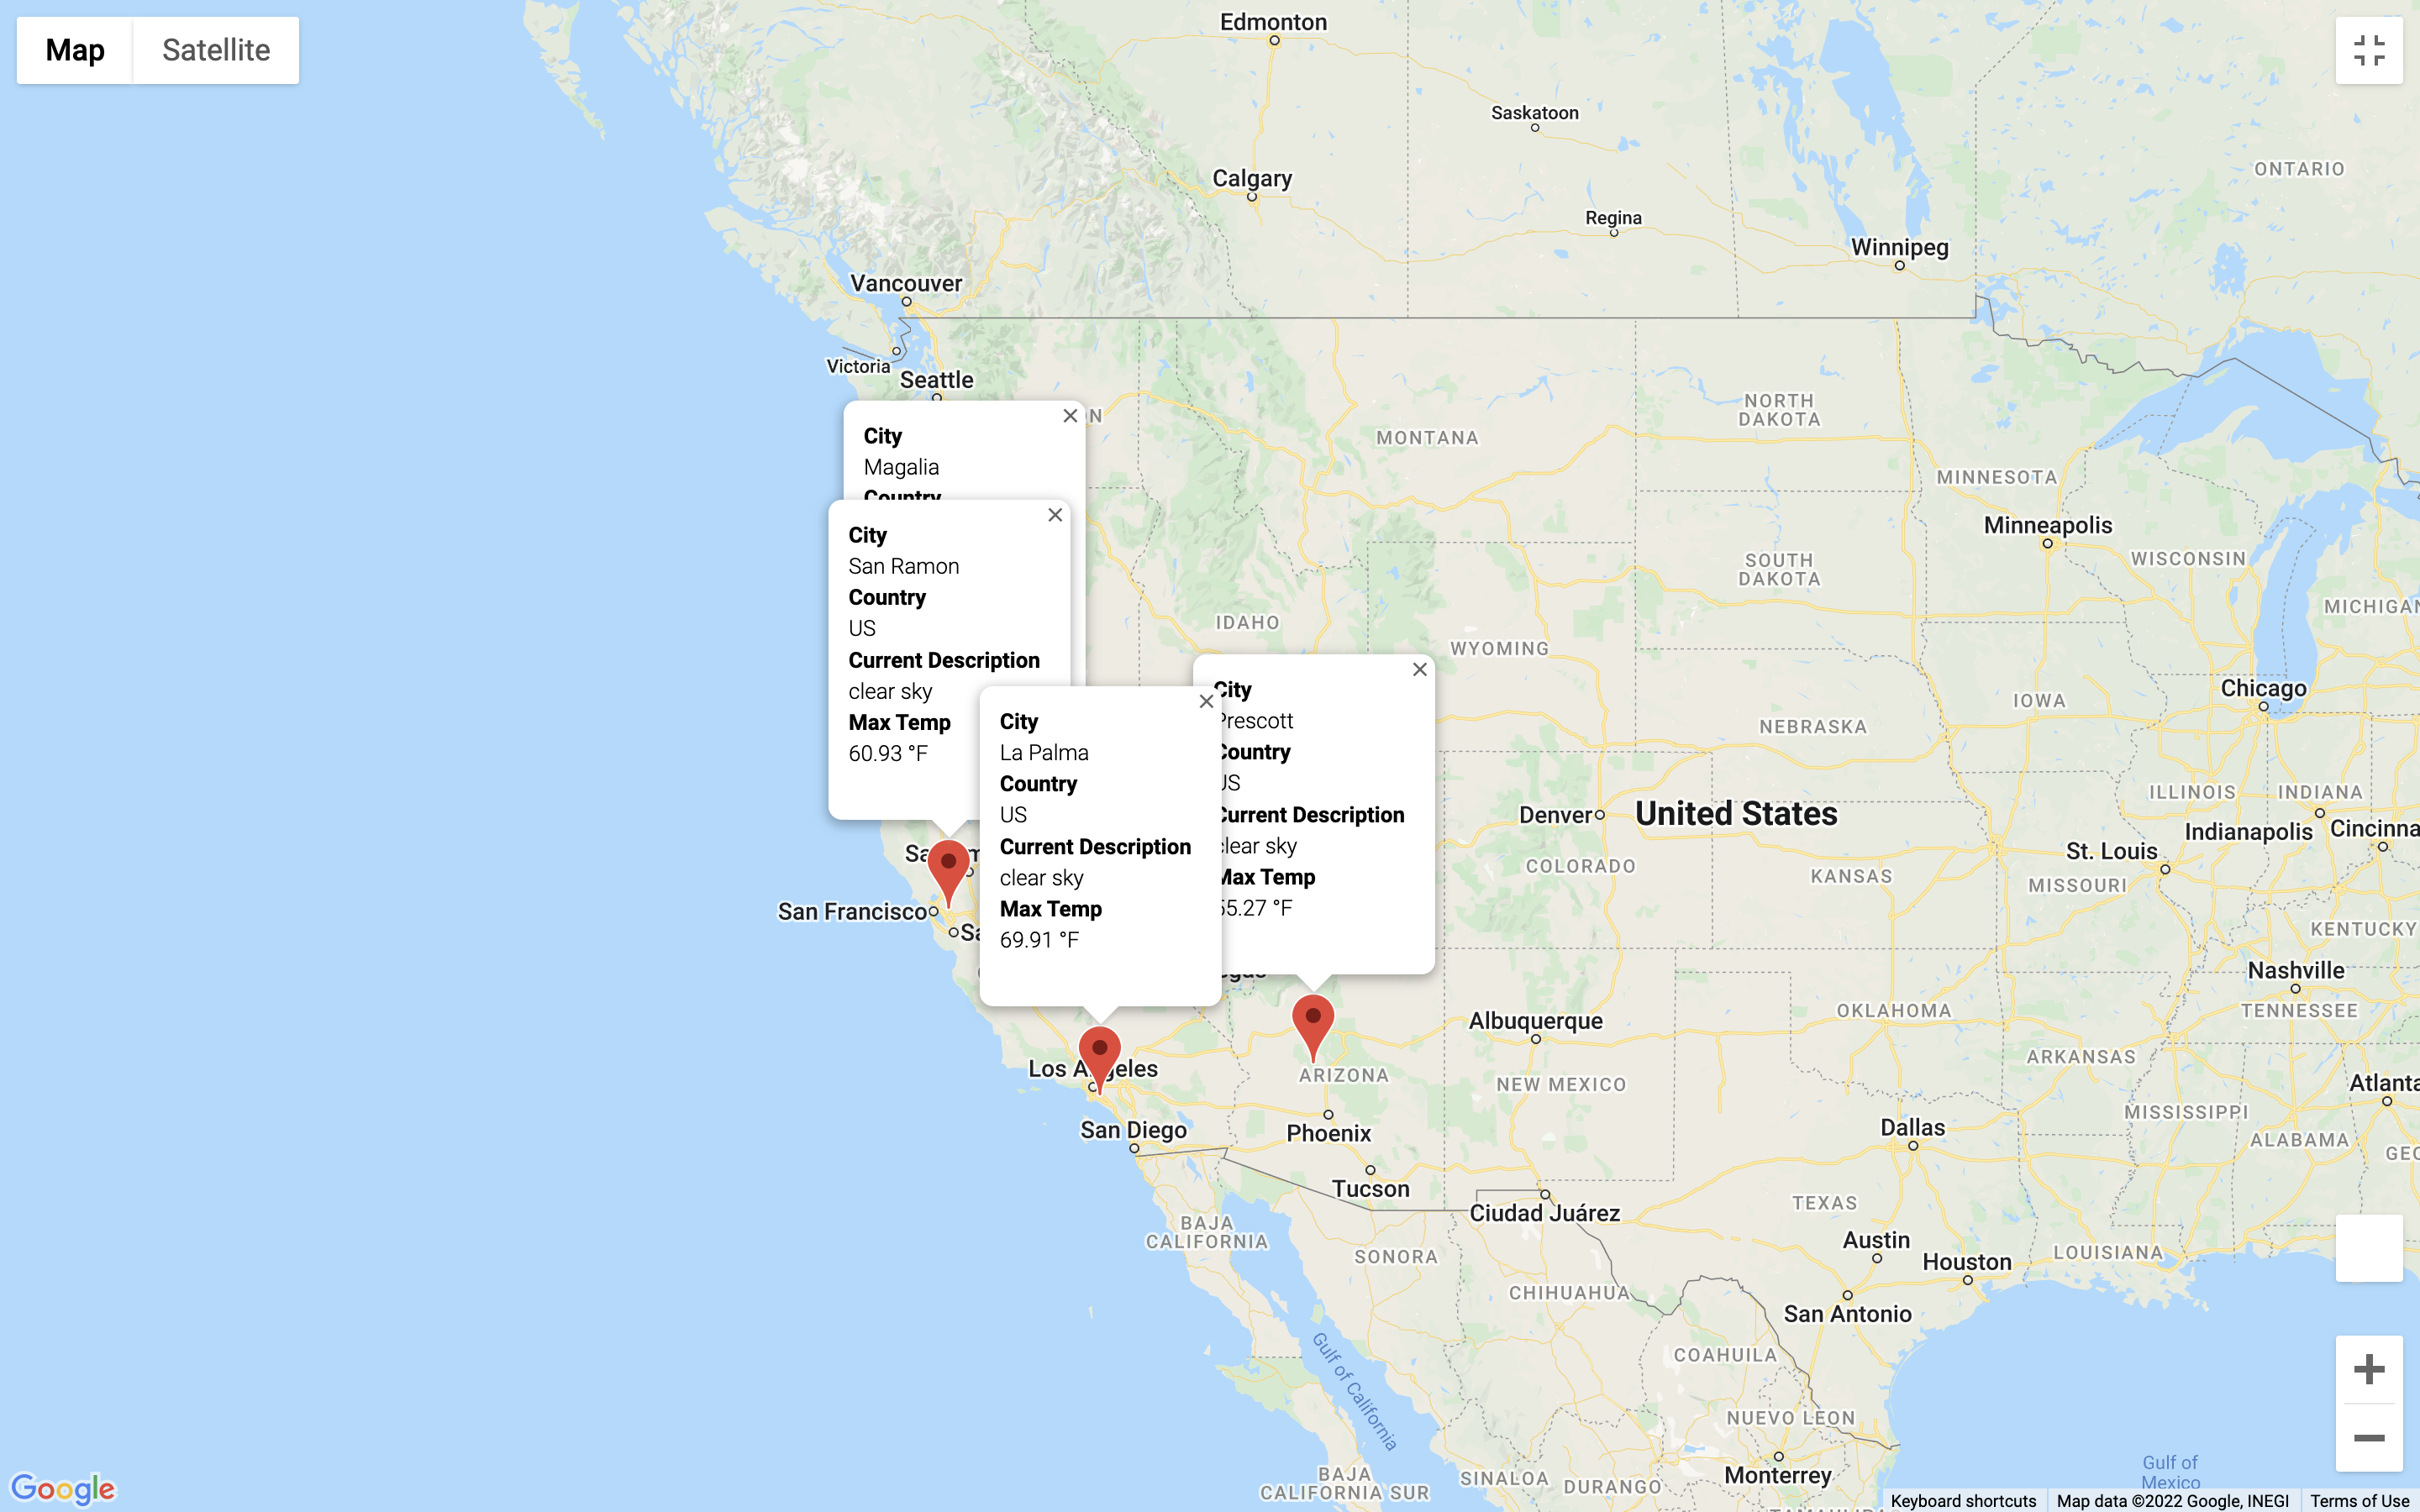 Map
Satellite
Edmonton
Saskatoon
ONTARIO
Calgary
Regina
Winnipeg
Vancouver
Victoria
Seattle
City
Magalia
Country
NORTH
DAKOTA
MONTANA
MINNESOTA
City
San Ramon
Country
US
Current Description
clear sky
Max Temp
60.93 °F
Minneapolis
WISCONSIN
SOUTH
DAKOTA
MICHIGAN
IDAHO
WYOMING
City
Prescott
Country
US
Current Description
clear sky
Max Temp
55.27 °F
City
La Palma
Country
US
Current Description
clear sky
Max Temp
69.91 °F
Chicago
IOWA
NEBRASKA
ILLINOIS
INDIANA
Denver
United States
Indianapolis
Cincinna
St. Louis
COLORADO
KANSAS
MISSOURI
San Francisco
KENTUCKY
Nashville
TENNESSEE
OKLAHOMA
Albuquerque
ARKANSAS
Los Angeles
ARIZONA
NEW MEXICO
Atlanta
MISSISSIPPI
ALABAMA
San Diego
Phoenix
Dallas
Tucson
Ciudad Juárez
TEXAS
BAJA
CALIFORNIA
SONORA
Austin
Houston
LOUISIANA
CHIHUAHUA
San Antonio
COAHUILA
Gulf of California
NUEVO LEON
Monterrey
BAJA
CALIFORNIA SUR
SINALOA
DURANGO
Gulf of
Mexico
Google
Keyboard shortcuts
Map data ©2022 Google, INEGI
Terms of Use